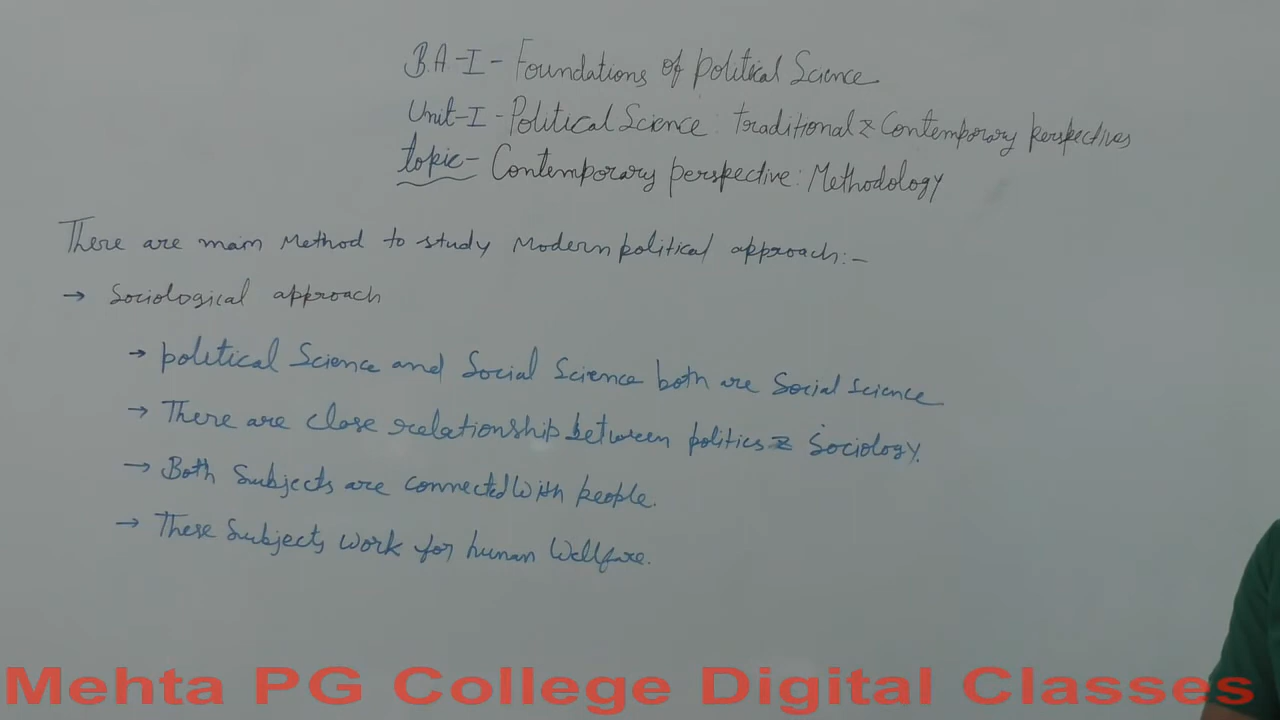 B.A-I- Foundations of political Science
Unit-I-Political Science: traditional & Contemporary perspectives
topic- Contemporary perspective: Methodology
There are main Method to study Modern political approach:-
→ Sociological approach
→ political Science and Social Science both are Social Science
→ There are close relationship between politics & Sociology.
→ Both Subjects are connected with people.
→ These Subjects work for human Wellfare.
Mehta PG College Digital Classes